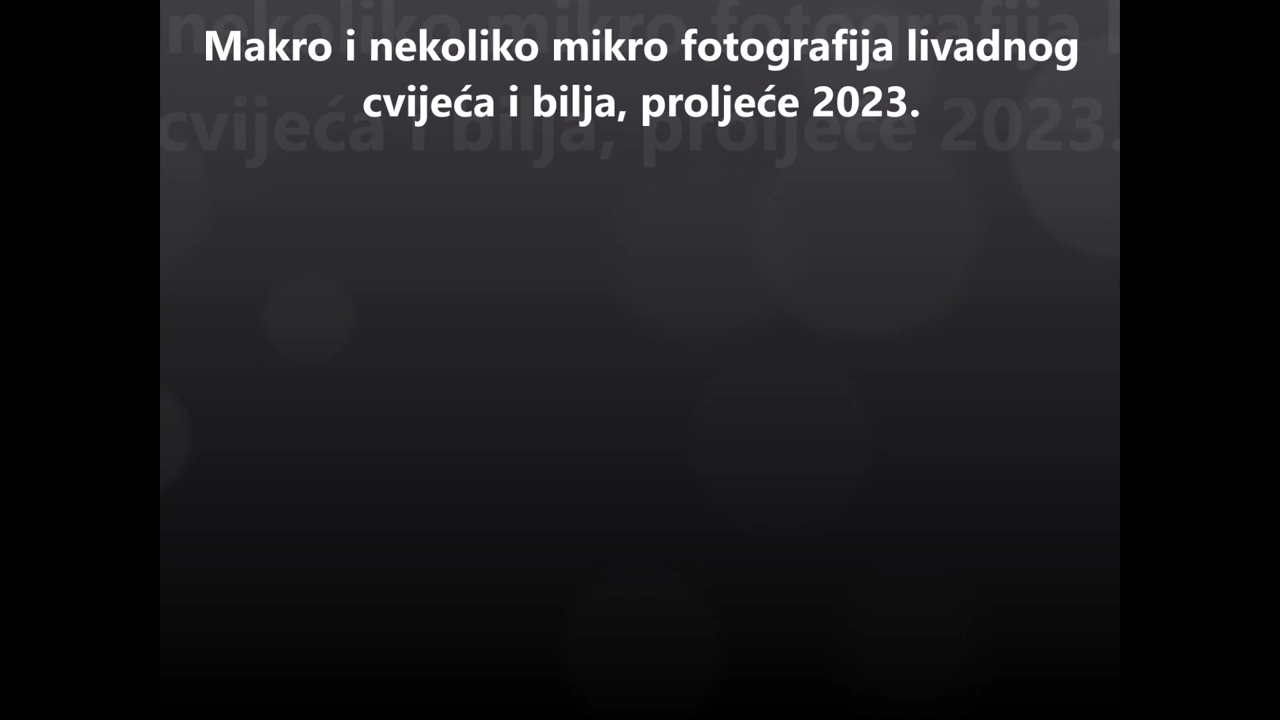 Makro i nekoliko mikro fotografija livadnog
cvijeća i bilja, proljeće 2023.